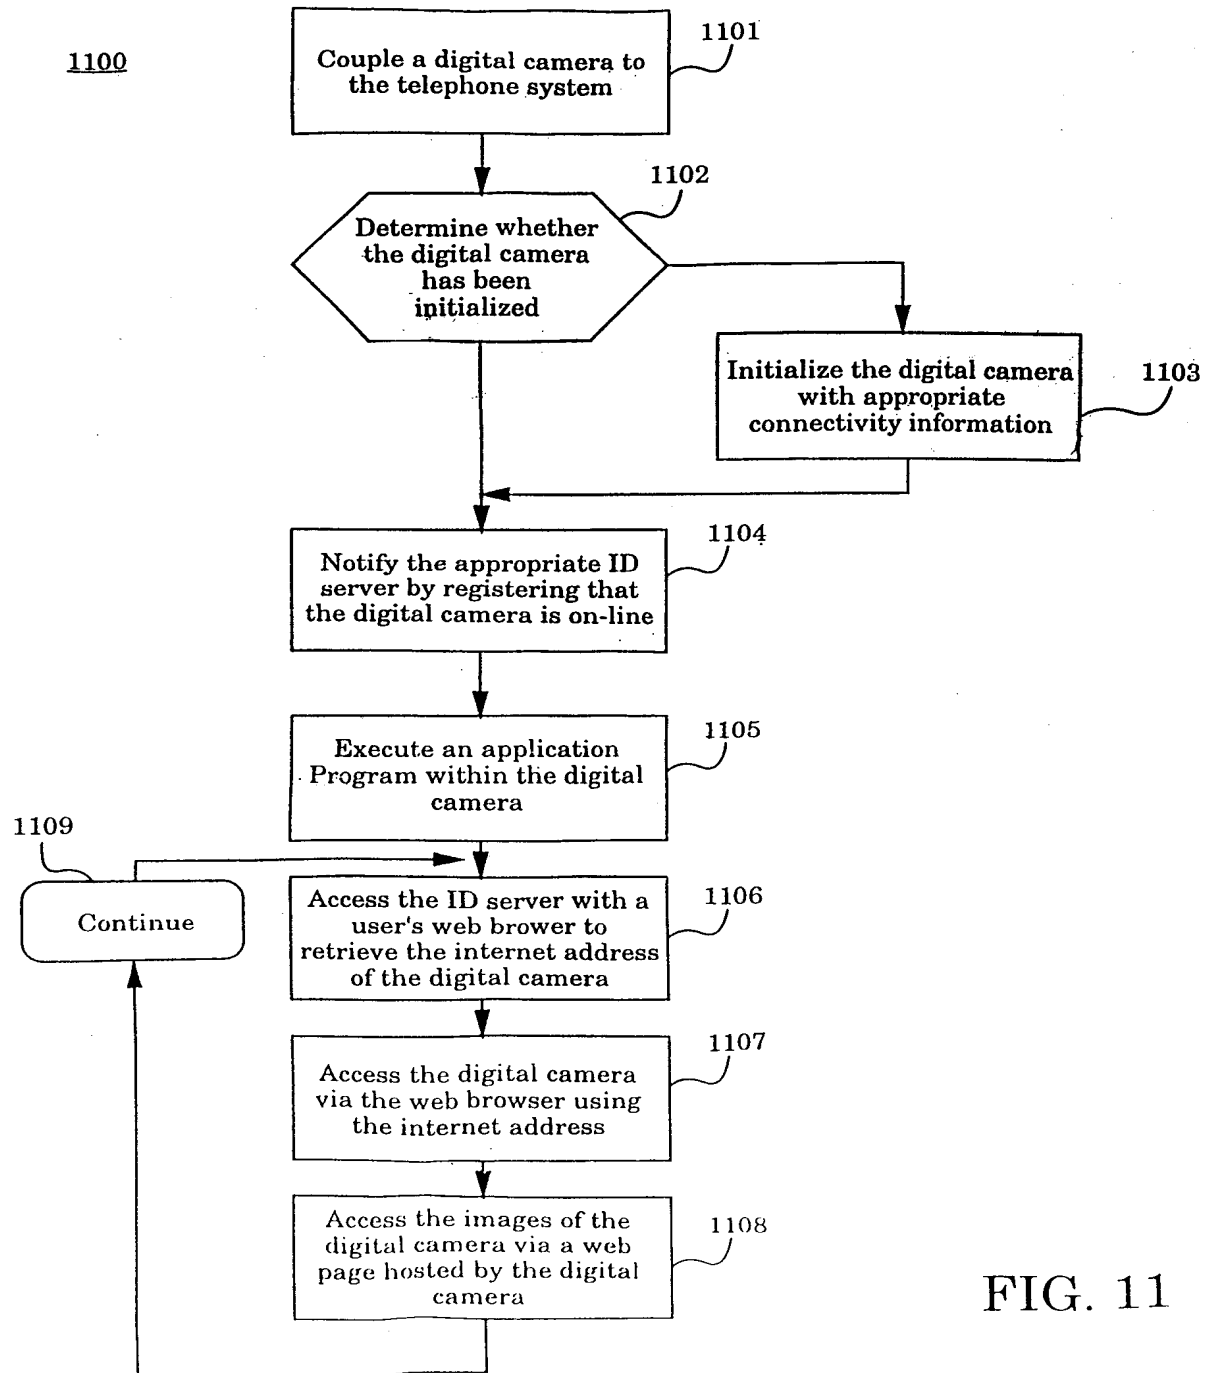 1100
Couple a digital camera to
the telephone system
1101
Determine whether
the digital camera
has been
initialized
1102
Initialize the digital camera
with appropriate
connectivity information
1103
Notify the appropriate ID
server by registering that
the digital camera is on-line
1104
Execute an application
Program within the digital
camera
1105
1109
Continue
Access the ID server with a
user's web brower to
retrieve the internet address
of the digital camera
1106
Access the digital camera
via the web browser using
the internet address
1107
Access the images of the
digital camera via a web
page hosted by the digital
camera
1108
FIG. 11